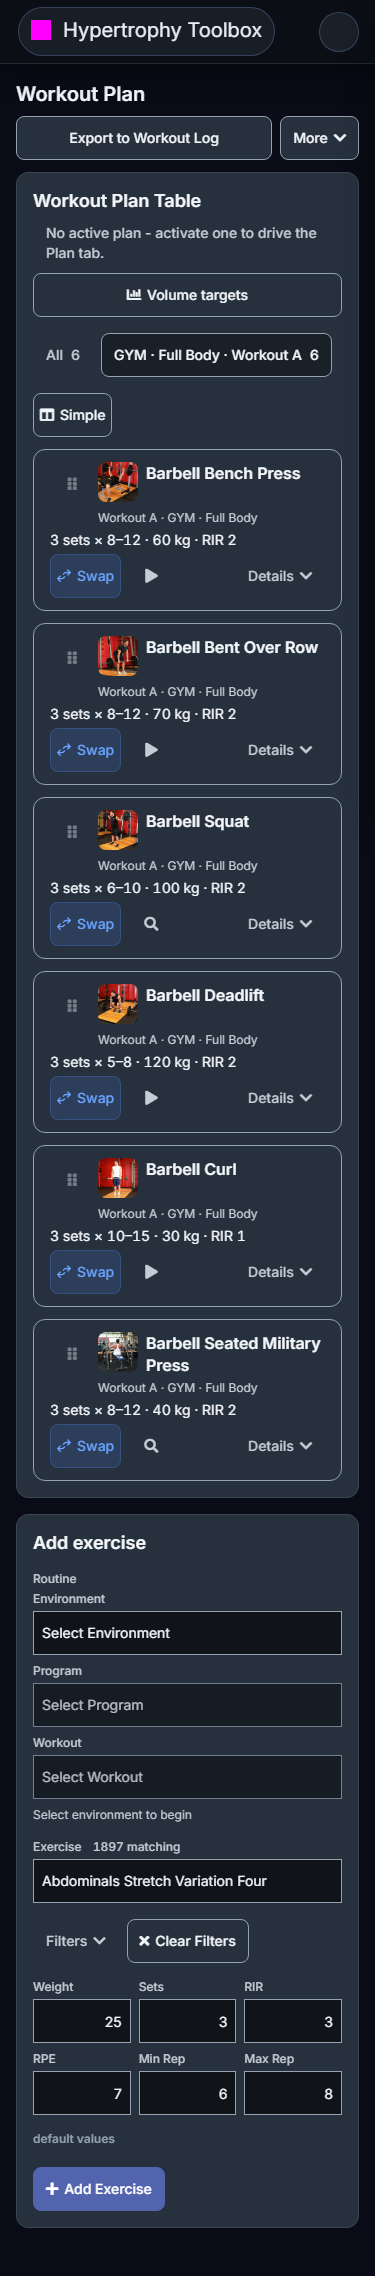 Hypertrophy Toolbox
Workout Plan
Export to Workout Log
More
Workout Plan Table
No active plan - activate one to drive the
Plan tab.
Volume targets
All 6
GYM · Full Body · Workout A 6
Simple
Barbell Bench Press
Workout A · GYM · Full Body
3 sets × 8–12 · 60 kg · RIR 2
Swap
Details
Barbell Bent Over Row
Workout A · GYM · Full Body
3 sets × 8–12 · 70 kg · RIR 2
Swap
Details
Barbell Squat
Workout A · GYM · Full Body
3 sets × 6–10 · 100 kg · RIR 2
Swap
Details
Barbell Deadlift
Workout A · GYM · Full Body
3 sets × 5–8 · 120 kg · RIR 2
Swap
Details
Barbell Curl
Workout A · GYM · Full Body
3 sets × 10–15 · 30 kg · RIR 1
Swap
Details
Barbell Seated Military
Press
Workout A · GYM · Full Body
3 sets × 8–12 · 40 kg · RIR 2
Swap
Details
Add exercise
Routine
Environment
Select Environment
Program
Select Program
Workout
Select Workout
Select environment to begin
Exercise 1897 matching
Abdominals Stretch Variation Four
Filters
Clear Filters
Weight Sets RIR
25 3 3
RPE Min Rep Max Rep
7 6 8
default values
Add Exercise